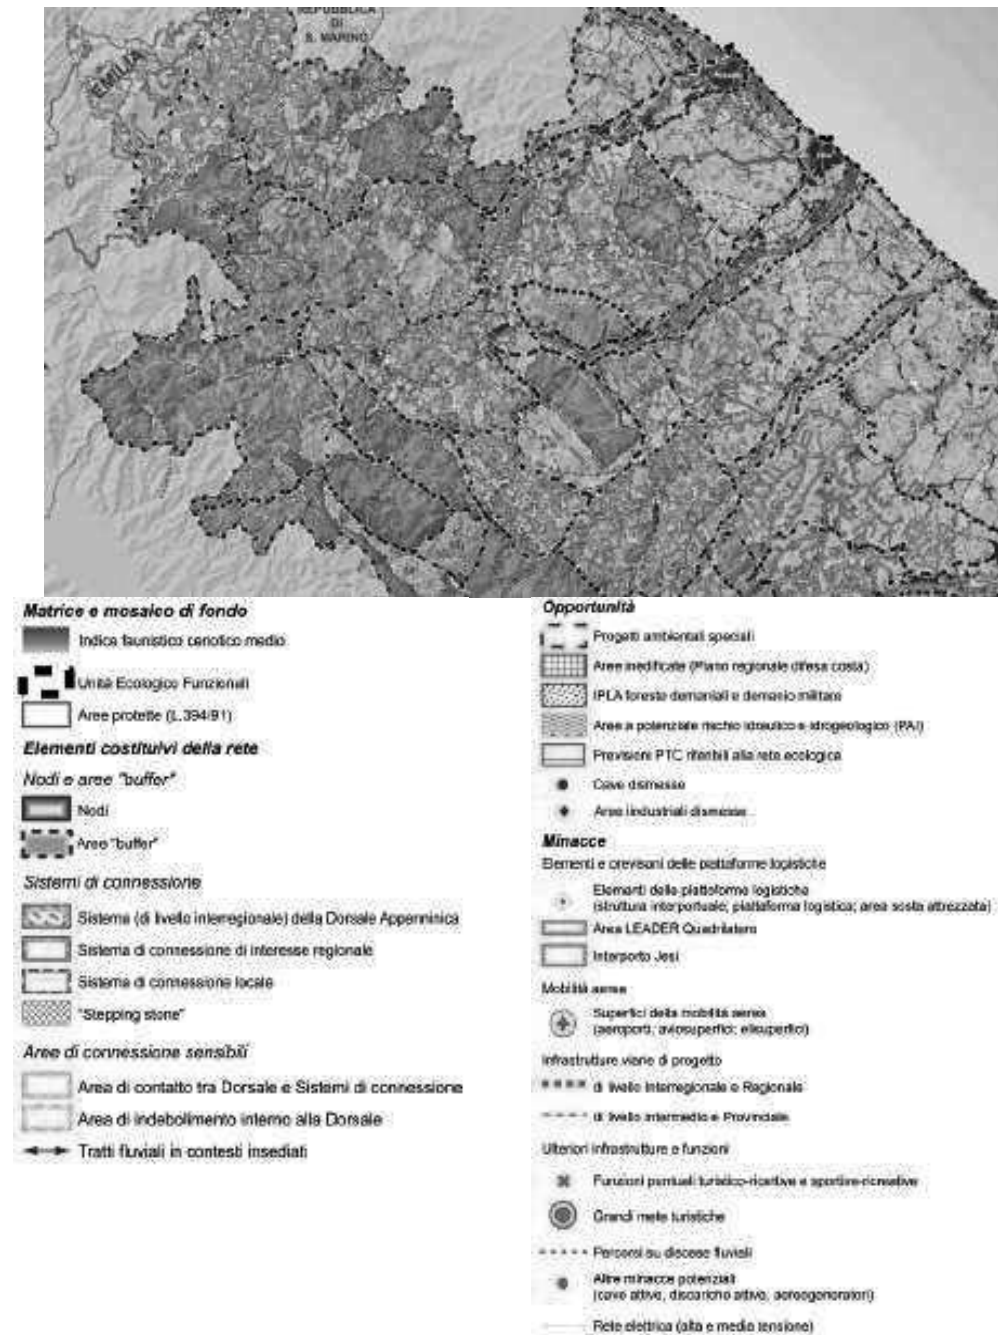 REPUBBLICA
DI
S. MARINO
EMILIA
Matrice e mosaico di fondo
Indice faunistico cenotico medio
Unità Ecologico Funzionali
Aree protette (L.394/91)
Elementi costituivi della rete
Nodi e aree "buffer"
Nodi
Aree "buffer"
Sistemi di connessione
Sistema (di livello interregionale) della Dorsale Appenninica
Sistema di connessione di interesse regionale
Sistema di connessione locale
"Stepping stone"
Aree di connessione sensibili
Area di contatto tra Dorsale e Sistemi di connessione
Area di indebolimento interno alla Dorsale
Tratti fluviali in contesti insediati
Opportunità
Progetti ambientali speciali
Aree inedificate (Piano regionale difesa costa)
IPLA foreste demaniali e demanio militare
Aree a potenziale rischio idraulico e idrogeologico (PAI)
Previsioni PTC riferibili alla rete ecologica
Cave dismesse
Aree industriali dismesse
Minacce
Elementi e previsioni delle piattaforme logistiche
Elementi delle piattaforme logistiche
(struttura interportuale; piattaforma logistica; area sosta attrezzata)
Area LEADER Quadrilatero
Interporto Jesi
Mobilità aerea
Superfici della mobilità aerea
(aeroporti; aviosuperfici; elisuperfici)
Infrastrutture viarie di progetto
di livello Interregionale e Regionale
di livello intermedio e Provinciale
Ulteriori infrastrutture e funzioni
Funzioni puntuali turistico-ricettive e sportive-ricreative
Grandi mete turistiche
Percorsi su discese fluviali
Altre minacce potenziali
(cave attive, discariche attive, aereogeneratori)
Rete elettrica (alta e media tensione)